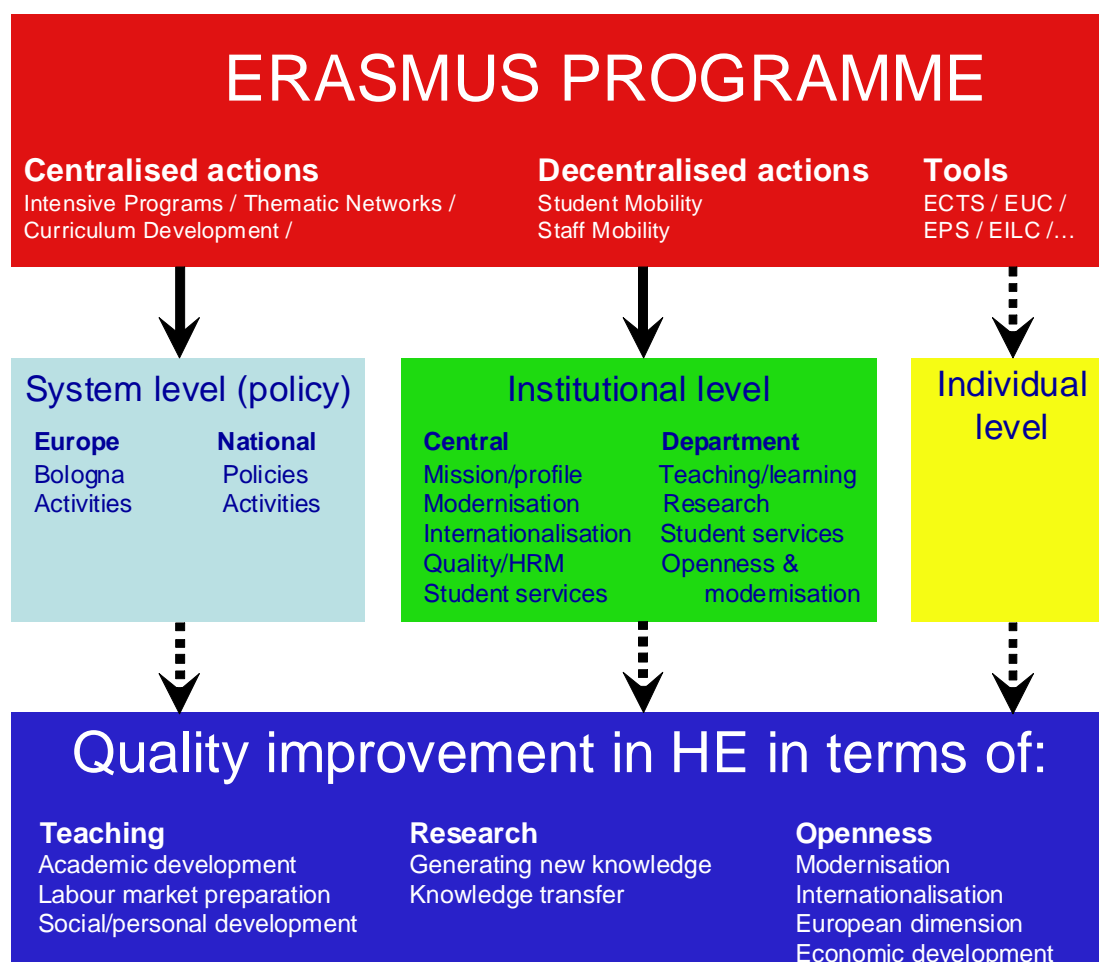 ERASMUS PROGRAMME
Centralised actions
Intensive Programs / Thematic Networks /
Curriculum Development /
Decentralised actions
Student Mobility
Staff Mobility
Tools
ECTS / EUC /
EPS / EILC /…
System level (policy)
Europe
Bologna
Activities
National
Policies
Activities
Institutional level
Central
Mission/profile
Modernisation
Internationalisation
Quality/HRM
Student services
Department
Teaching/learning
Research
Student services
Openness &
modernisation
Individual
level
Quality improvement in HE in terms of:
Teaching
Academic development
Labour market preparation
Social/personal development
Research
Generating new knowledge
Knowledge transfer
Openness
Modernisation
Internationalisation
European dimension
Economic development